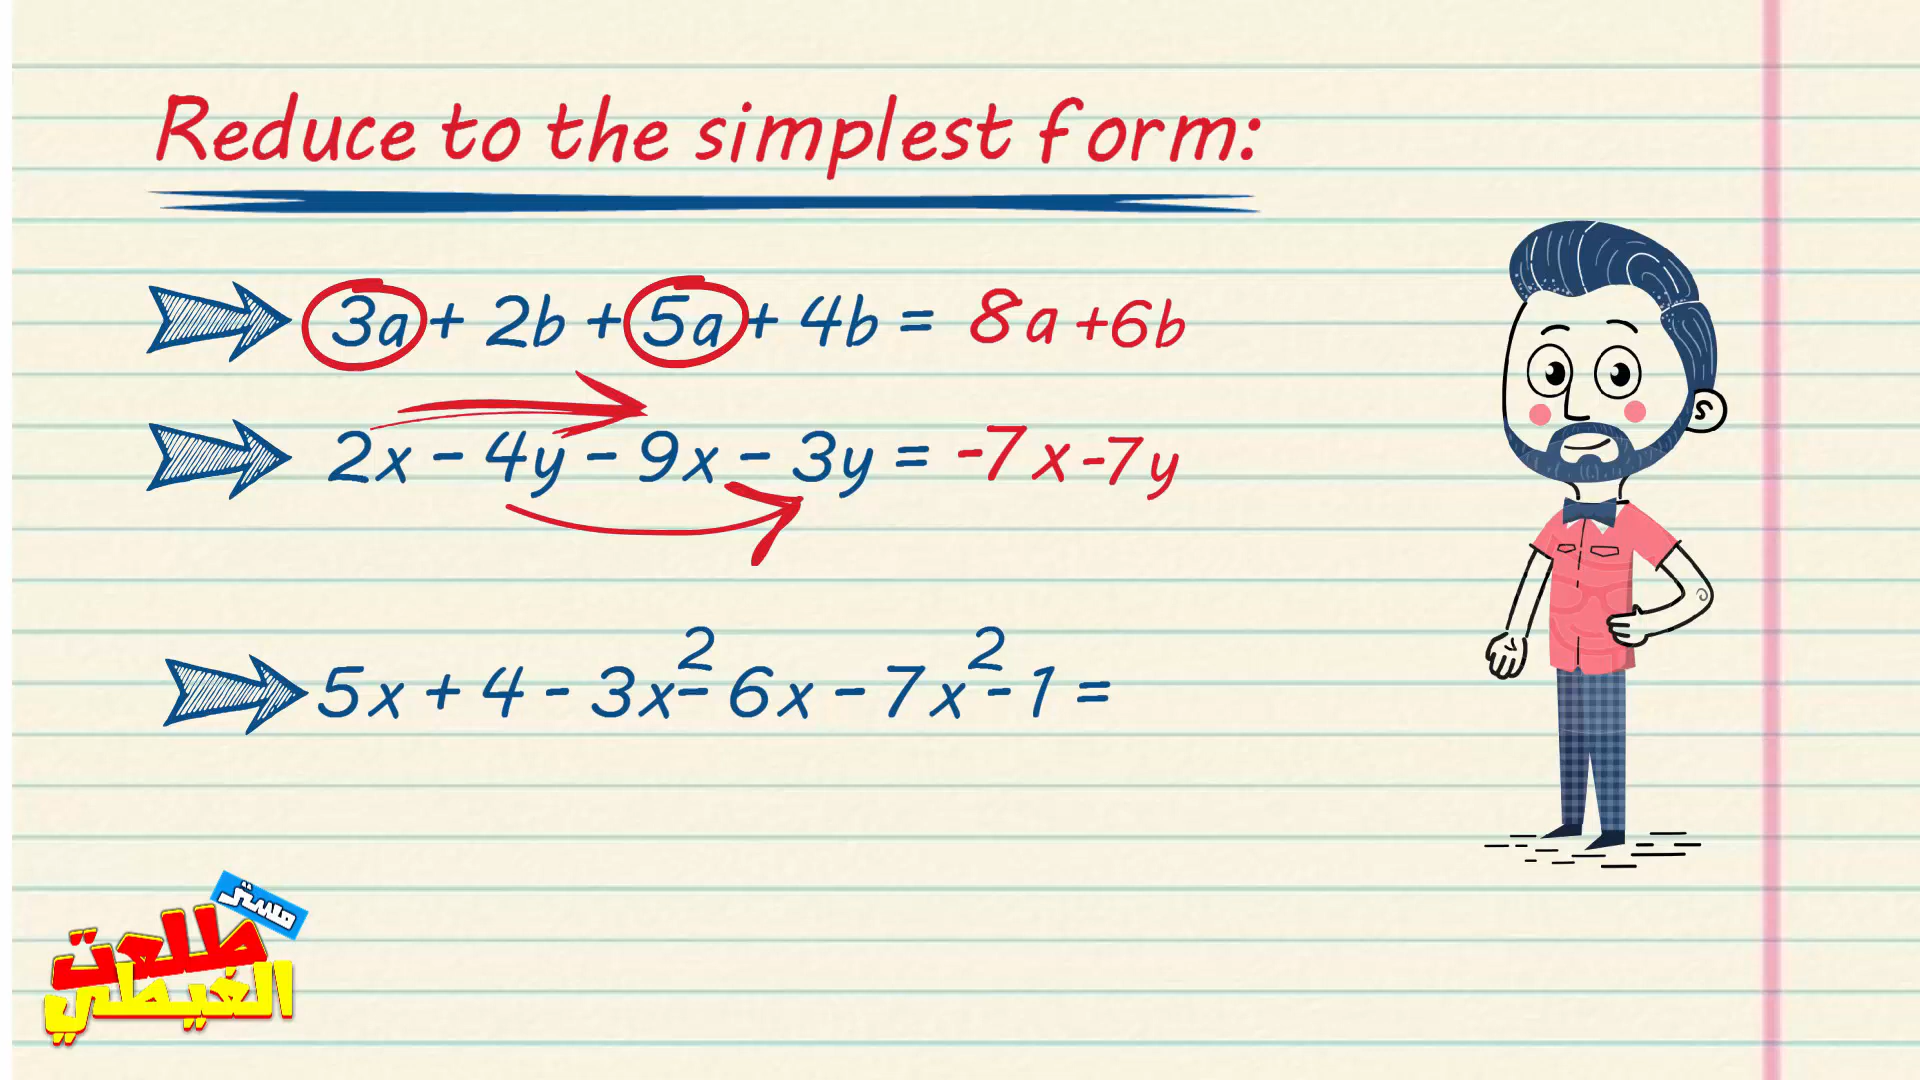 Reduce to the simplest form:
3a + 2b + 5a + 4b = 8a +6b
2x - 4y - 9x - 3y = -7x -7y
5x + 4 - 3x² - 6x - 7x² - 1 =
مستر
طلعت
الغيطي